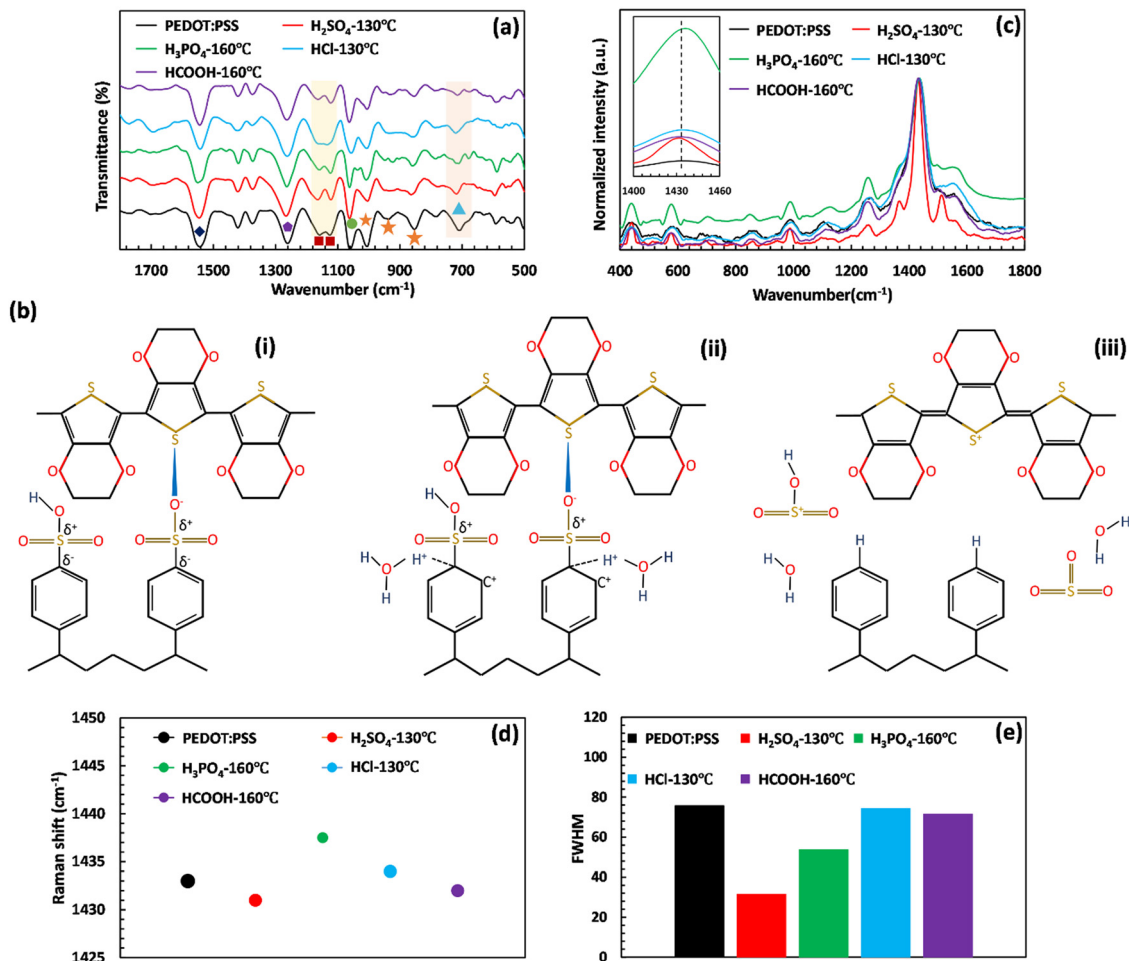 (a)
PEDOT:PSS
H₂SO₄-130℃
H₃PO₄-160℃
HCl-130℃
HCOOH-160℃
Transmittance (%)
1700 1500 1300 1100 900 700 500
Wavenumber (cm⁻¹)
(c)
PEDOT:PSS
H₂SO₄-130℃
H₃PO₄-160℃
HCl-130℃
HCOOH-160℃
1400 1430 1460
Normalized intensity (a.u.)
400 600 800 1000 1200 1400 1600 1800
Wavenumber(cm⁻¹)
(b)
(i)
O O
S S
S
O O O O
O⁻
H O
δ⁺ δ⁺
O S O O S O
δ⁻ δ⁻
(ii)
O O
S S
S
O O O O
O⁻
H O
δ⁺ δ⁺
O S O O S O
H H⁺ H⁺ H
O O
C⁺ C⁺
H H
(iii)
O O
S S
S⁺
O O O O
H
O
O S⁺ O
H H H
O
H O
O
H
H
O S O
(d)
PEDOT:PSS
H₂SO₄-130℃
H₃PO₄-160℃
HCl-130℃
HCOOH-160℃
Raman shift (cm⁻¹)
1450
1445
1440
1435
1430
1425
(e)
PEDOT:PSS
H₂SO₄-130℃
H₃PO₄-160℃
HCl-130℃
HCOOH-160℃
FWHM
120
100
80
60
40
20
0